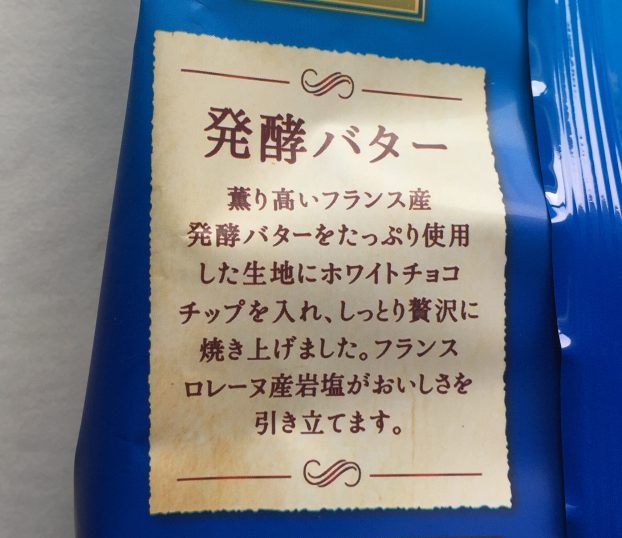 発酵バター
薫り高いフランス産
発酵バターをたっぷり使用
した生地にホワイトチョコ
チップを入れ、しっとり贅沢に
焼き上げました。フランス
ロレーヌ産岩塩がおいしさを
引き立てます。